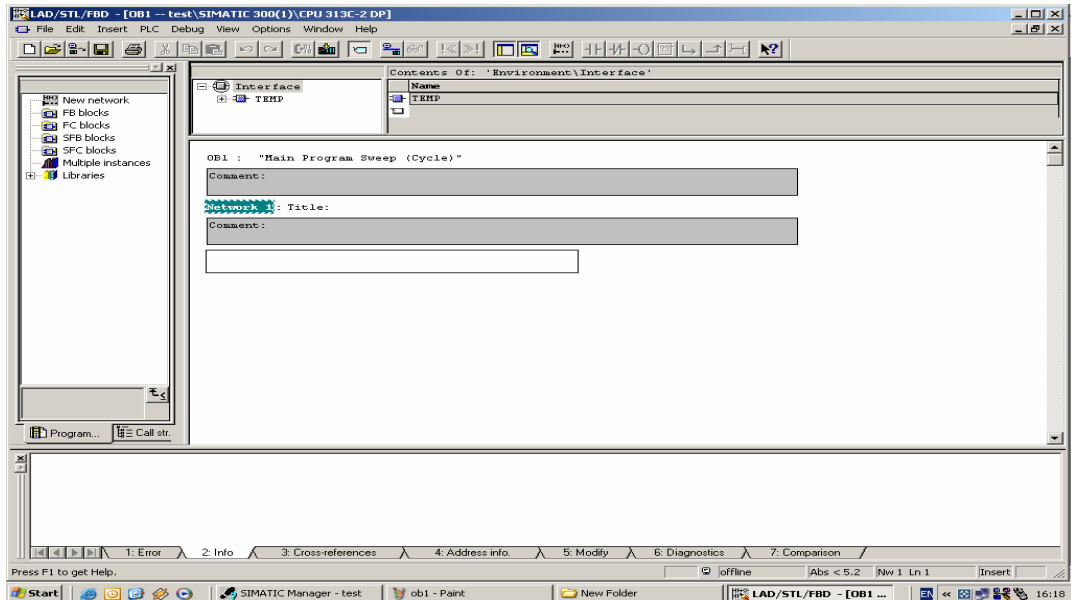 LAD/STL/FBD - [OB1 -- test\SIMATIC 300(1)\CPU 313C-2 DP]
File Edit Insert PLC Debug View Options Window Help
Contents Of: 'Environment\Interface'
Interface
TEMP
Name
TEMP
New network
FB blocks
FC blocks
SFB blocks
SFC blocks
Multiple instances
Libraries
OB1 : "Main Program Sweep (Cycle)"
Comment:
Network 1: Title:
Comment:
Program... Call str.
1: Error 2: Info 3: Cross-references 4: Address info. 5: Modify 6: Diagnostics 7: Comparison
Press F1 to get Help. offline Abs < 5.2 Nw 1 Ln 1 Insert
Start SIMATIC Manager - test ob1 - Paint New Folder LAD/STL/FBD - [OB1 ... EN « 16:18